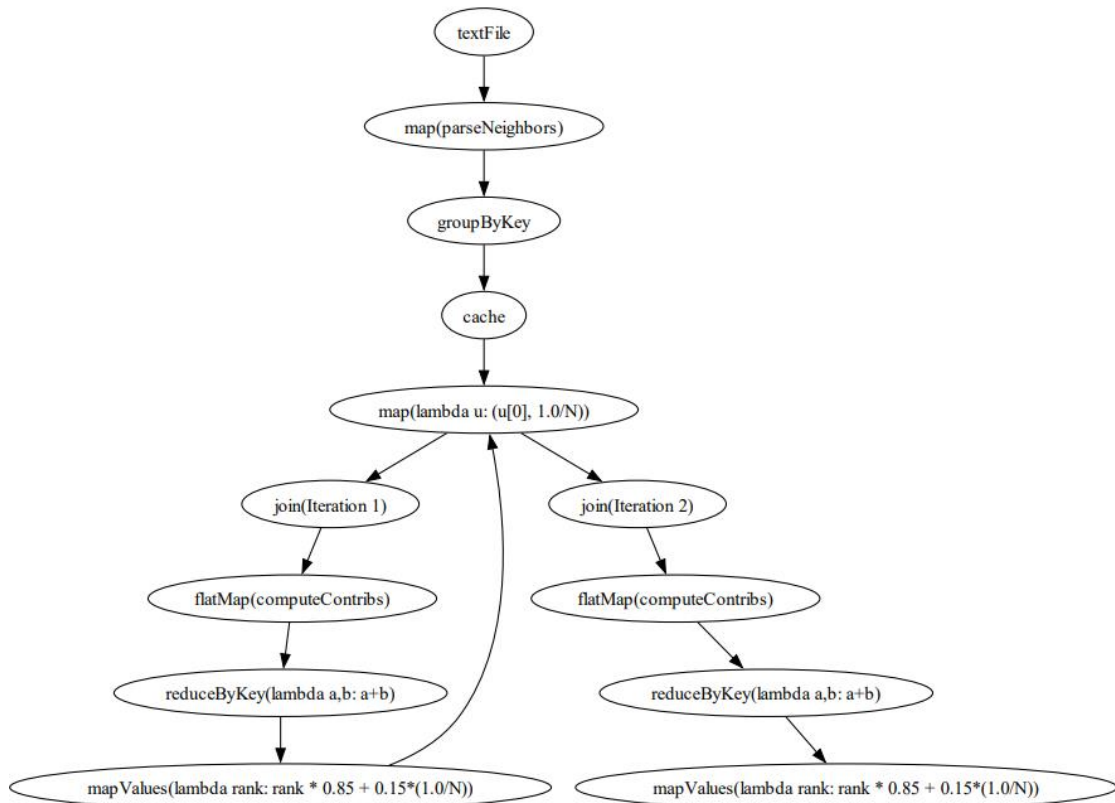 textFile
map(parseNeighbors)
groupByKey
cache
map(lambda u: (u[0], 1.0/N))
join(Iteration 1)
join(Iteration 2)
flatMap(computeContribs)
flatMap(computeContribs)
reduceByKey(lambda a,b: a+b)
reduceByKey(lambda a,b: a+b)
mapValues(lambda rank: rank * 0.85 + 0.15*(1.0/N))
mapValues(lambda rank: rank * 0.85 + 0.15*(1.0/N))